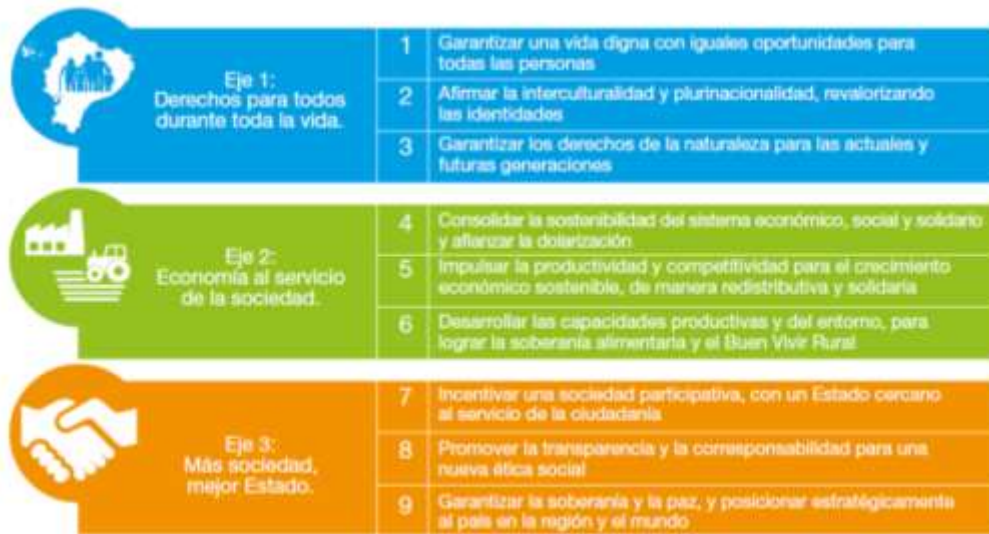 Eje 1:
Derechos para todos
durante toda la vida.
1 Garantizar una vida digna con iguales oportunidades para
todas las personas
2 Afirmar la interculturalidad y plurinacionalidad, revalorizando
las identidades
3 Garantizar los derechos de la naturaleza para las actuales y
futuras generaciones
Eje 2:
Economía al servicio
de la sociedad.
4 Consolidar la sostenibilidad del sistema económico, social y solidario
y afianzar la dolarización
5 Impulsar la productividad y competitividad para el crecimiento
económico sostenible, de manera redistributiva y solidaria
6 Desarrollar las capacidades productivas y del entorno, para
lograr la soberanía alimentaria y el Buen Vivir Rural
Eje 3:
Más sociedad,
mejor Estado.
7 Incentivar una sociedad participativa, con un Estado cercano
al servicio de la ciudadanía
8 Promover la transparencia y la corresponsabilidad para una
nueva ética social
9 Garantizar la soberanía y la paz, y posicionar estratégicamente
al país en la región y el mundo